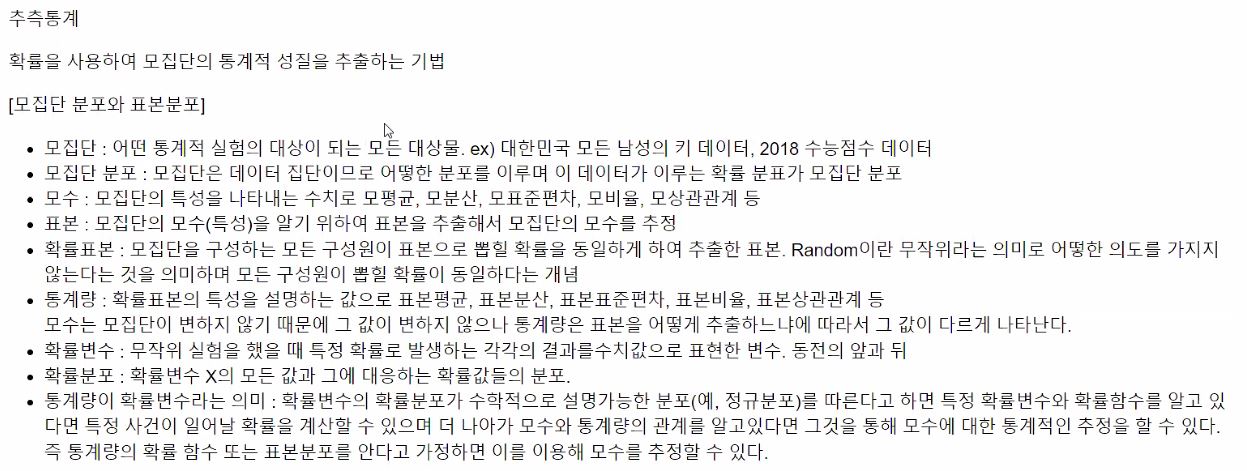 추측통계
확률을 사용하여 모집단의 통계적 성질을 추출하는 기법
[모집단 분포와 표본분포]
• 모집단 : 어떤 통계적 실험의 대상이 되는 모든 대상물. ex) 대한민국 모든 남성의 키 데이터, 2018 수능점수 데이터
• 모집단 분포 : 모집단은 데이터 집단이므로 어떻한 분포를 이루며 이 데이터가 이루는 확률 분표가 모집단 분포
• 모수 : 모집단의 특성을 나타내는 수치로 모평균, 모분산, 모표준편차, 모비율, 모상관관계 등
• 표본 : 모집단의 모수(특성)을 알기 위하여 표본을 추출해서 모집단의 모수를 추정
• 확률표본 : 모집단을 구성하는 모든 구성원이 표본으로 뽑힐 확률을 동일하게 하여 추출한 표본. Random이란 무작위라는 의미로 어떻한 의도를 가지지
않는다는 것을 의미하며 모든 구성원이 뽑힐 확률이 동일하다는 개념
• 통계량 : 확률표본의 특성을 설명하는 값으로 표본평균, 표본분산, 표본표준편차, 표본비율, 표본상관관계 등
모수는 모집단이 변하지 않기 때문에 그 값이 변하지 않으나 통계량은 표본을 어떻게 추출하느냐에 따라서 그 값이 다르게 나타난다.
• 확률변수 : 무작위 실험을 했을 때 특정 확률로 발생하는 각각의 결과를수치값으로 표현한 변수. 동전의 앞과 뒤
• 확률분포 : 확률변수 X의 모든 값과 그에 대응하는 확률값들의 분포.
• 통계량이 확률변수라는 의미 : 확률변수의 확률분포가 수학적으로 설명가능한 분포(예, 정규분포)를 따른다고 하면 특정 확률변수와 확률함수를 알고 있
다면 특정 사건이 일어날 확률을 계산할 수 있으며 더 나아가 모수와 통계량의 관계를 알고있다면 그것을 통해 모수에 대한 통계적인 추정을 할 수 있다.
즉 통계량의 확률 함수 또는 표본분포를 안다고 가정하면 이를 이용해 모수를 추정할 수 있다.